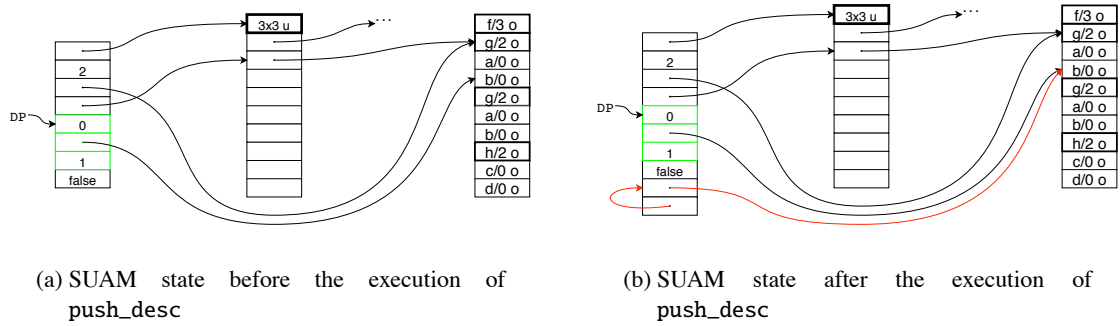 3x3 u
...
f/3 o
g/2 o
a/0 o
b/0 o
g/2 o
a/0 o
b/0 o
h/2 o
c/0 o
d/0 o
2
DP
0
1
false
(a) SUAM state before the execution of
push_desc
3x3 u
...
f/3 o
g/2 o
a/0 o
b/0 o
g/2 o
a/0 o
b/0 o
h/2 o
c/0 o
d/0 o
2
DP
0
1
false
(b) SUAM state after the execution of
push_desc